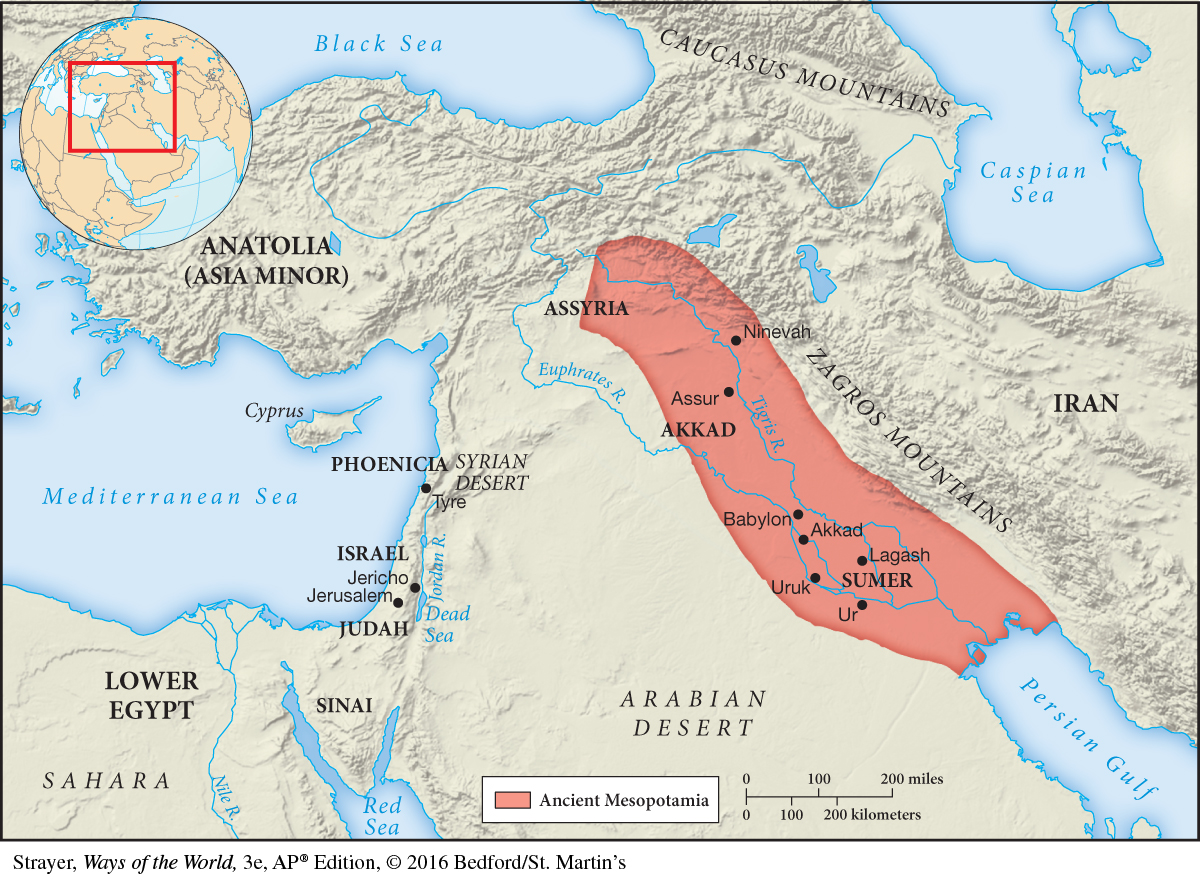 Black Sea
CAUCASUS MOUNTAINS
Caspian
Sea
ANATOLIA
(ASIA MINOR)
ASSYRIA
Ninevah
Euphrates R.
Assur
Tigris R.
ZAGROS MOUNTAINS
IRAN
AKKAD
Cyprus
PHOENICIA
SYRIAN
DESERT
Mediterranean Sea
Tyre
Babylon
Akkad
ISRAEL
Jordan R.
Lagash
Jericho
SUMER
Uruk
Jerusalem
Dead
Sea
Ur
JUDAH
LOWER
EGYPT
SINAI
ARABIAN
DESERT
Persian Gulf
SAHARA
Nile R.
Red
Sea
Ancient Mesopotamia
0 100 200 miles
0 100 200 kilometers
Strayer, Ways of the World, 3e, AP® Edition, © 2016 Bedford/St. Martin’s